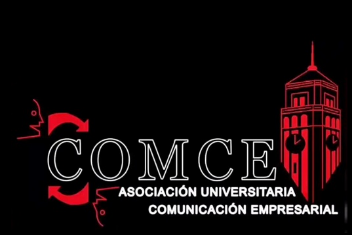 COMCE
ASOCIACIÓN UNIVERSITARIA
COMUNICACIÓN EMPRESARIAL